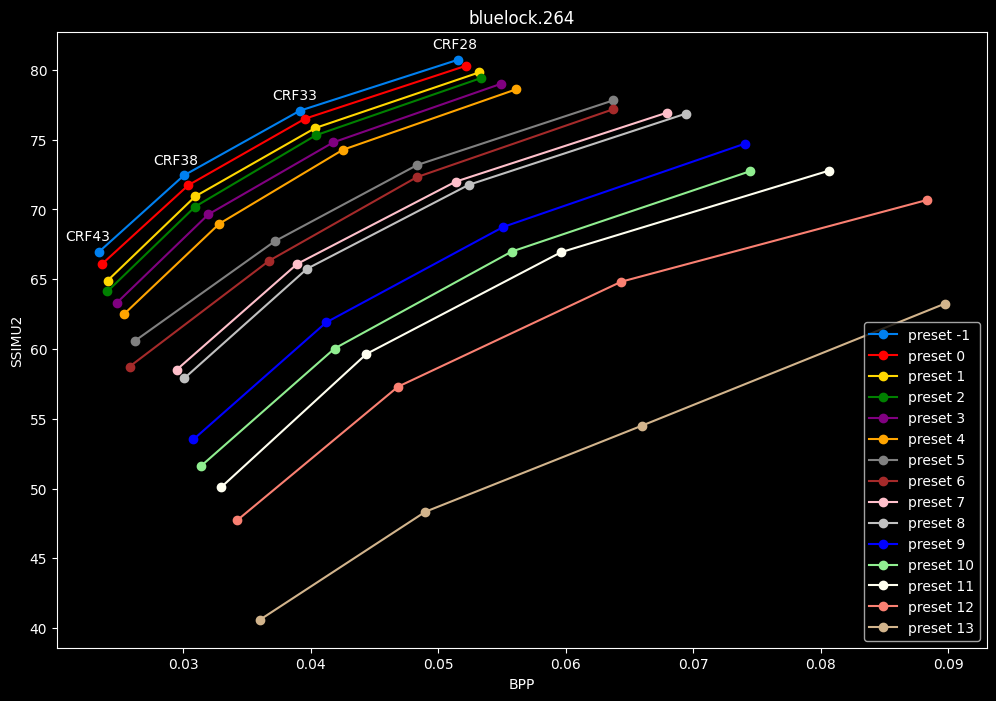 bluelock.264
CRF28
CRF33
CRF38
CRF43
SSIMU2
80
75
70
65
60
55
50
45
40
0.03 0.04 0.05 0.06 0.07 0.08 0.09
BPP
preset -1
preset 0
preset 1
preset 2
preset 3
preset 4
preset 5
preset 6
preset 7
preset 8
preset 9
preset 10
preset 11
preset 12
preset 13